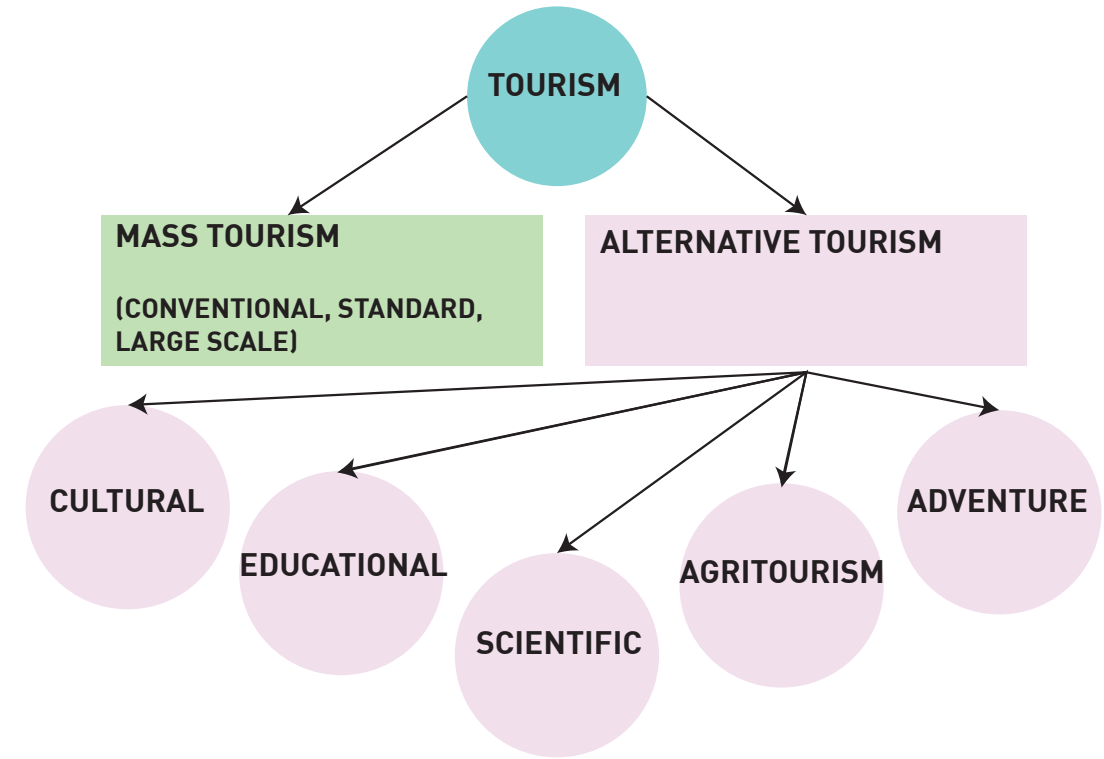 TOURISM
MASS TOURISM
(CONVENTIONAL, STANDARD,
LARGE SCALE)
ALTERNATIVE TOURISM
CULTURAL
EDUCATIONAL
SCIENTIFIC
AGRITOURISM
ADVENTURE